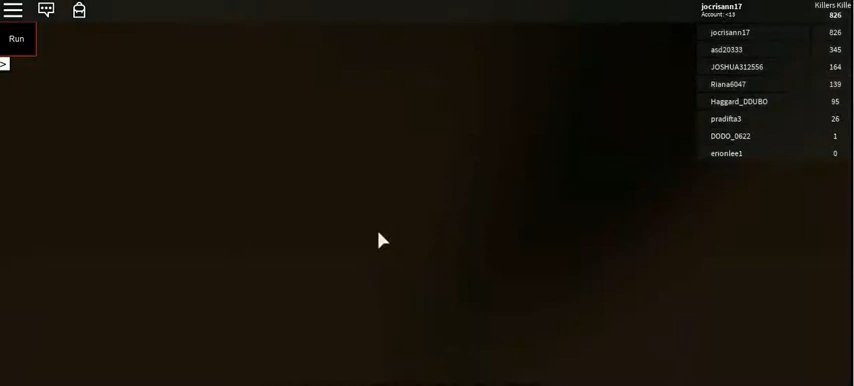 jocrisann17
Account: <13
Killers Kille
826
Run
>
jocrisann17 826
asd20333 345
JOSHUA312556 164
Riana6047 139
Haggard_DDUBO 95
pradifta3 26
DODO_0622 1
erionlee1 0